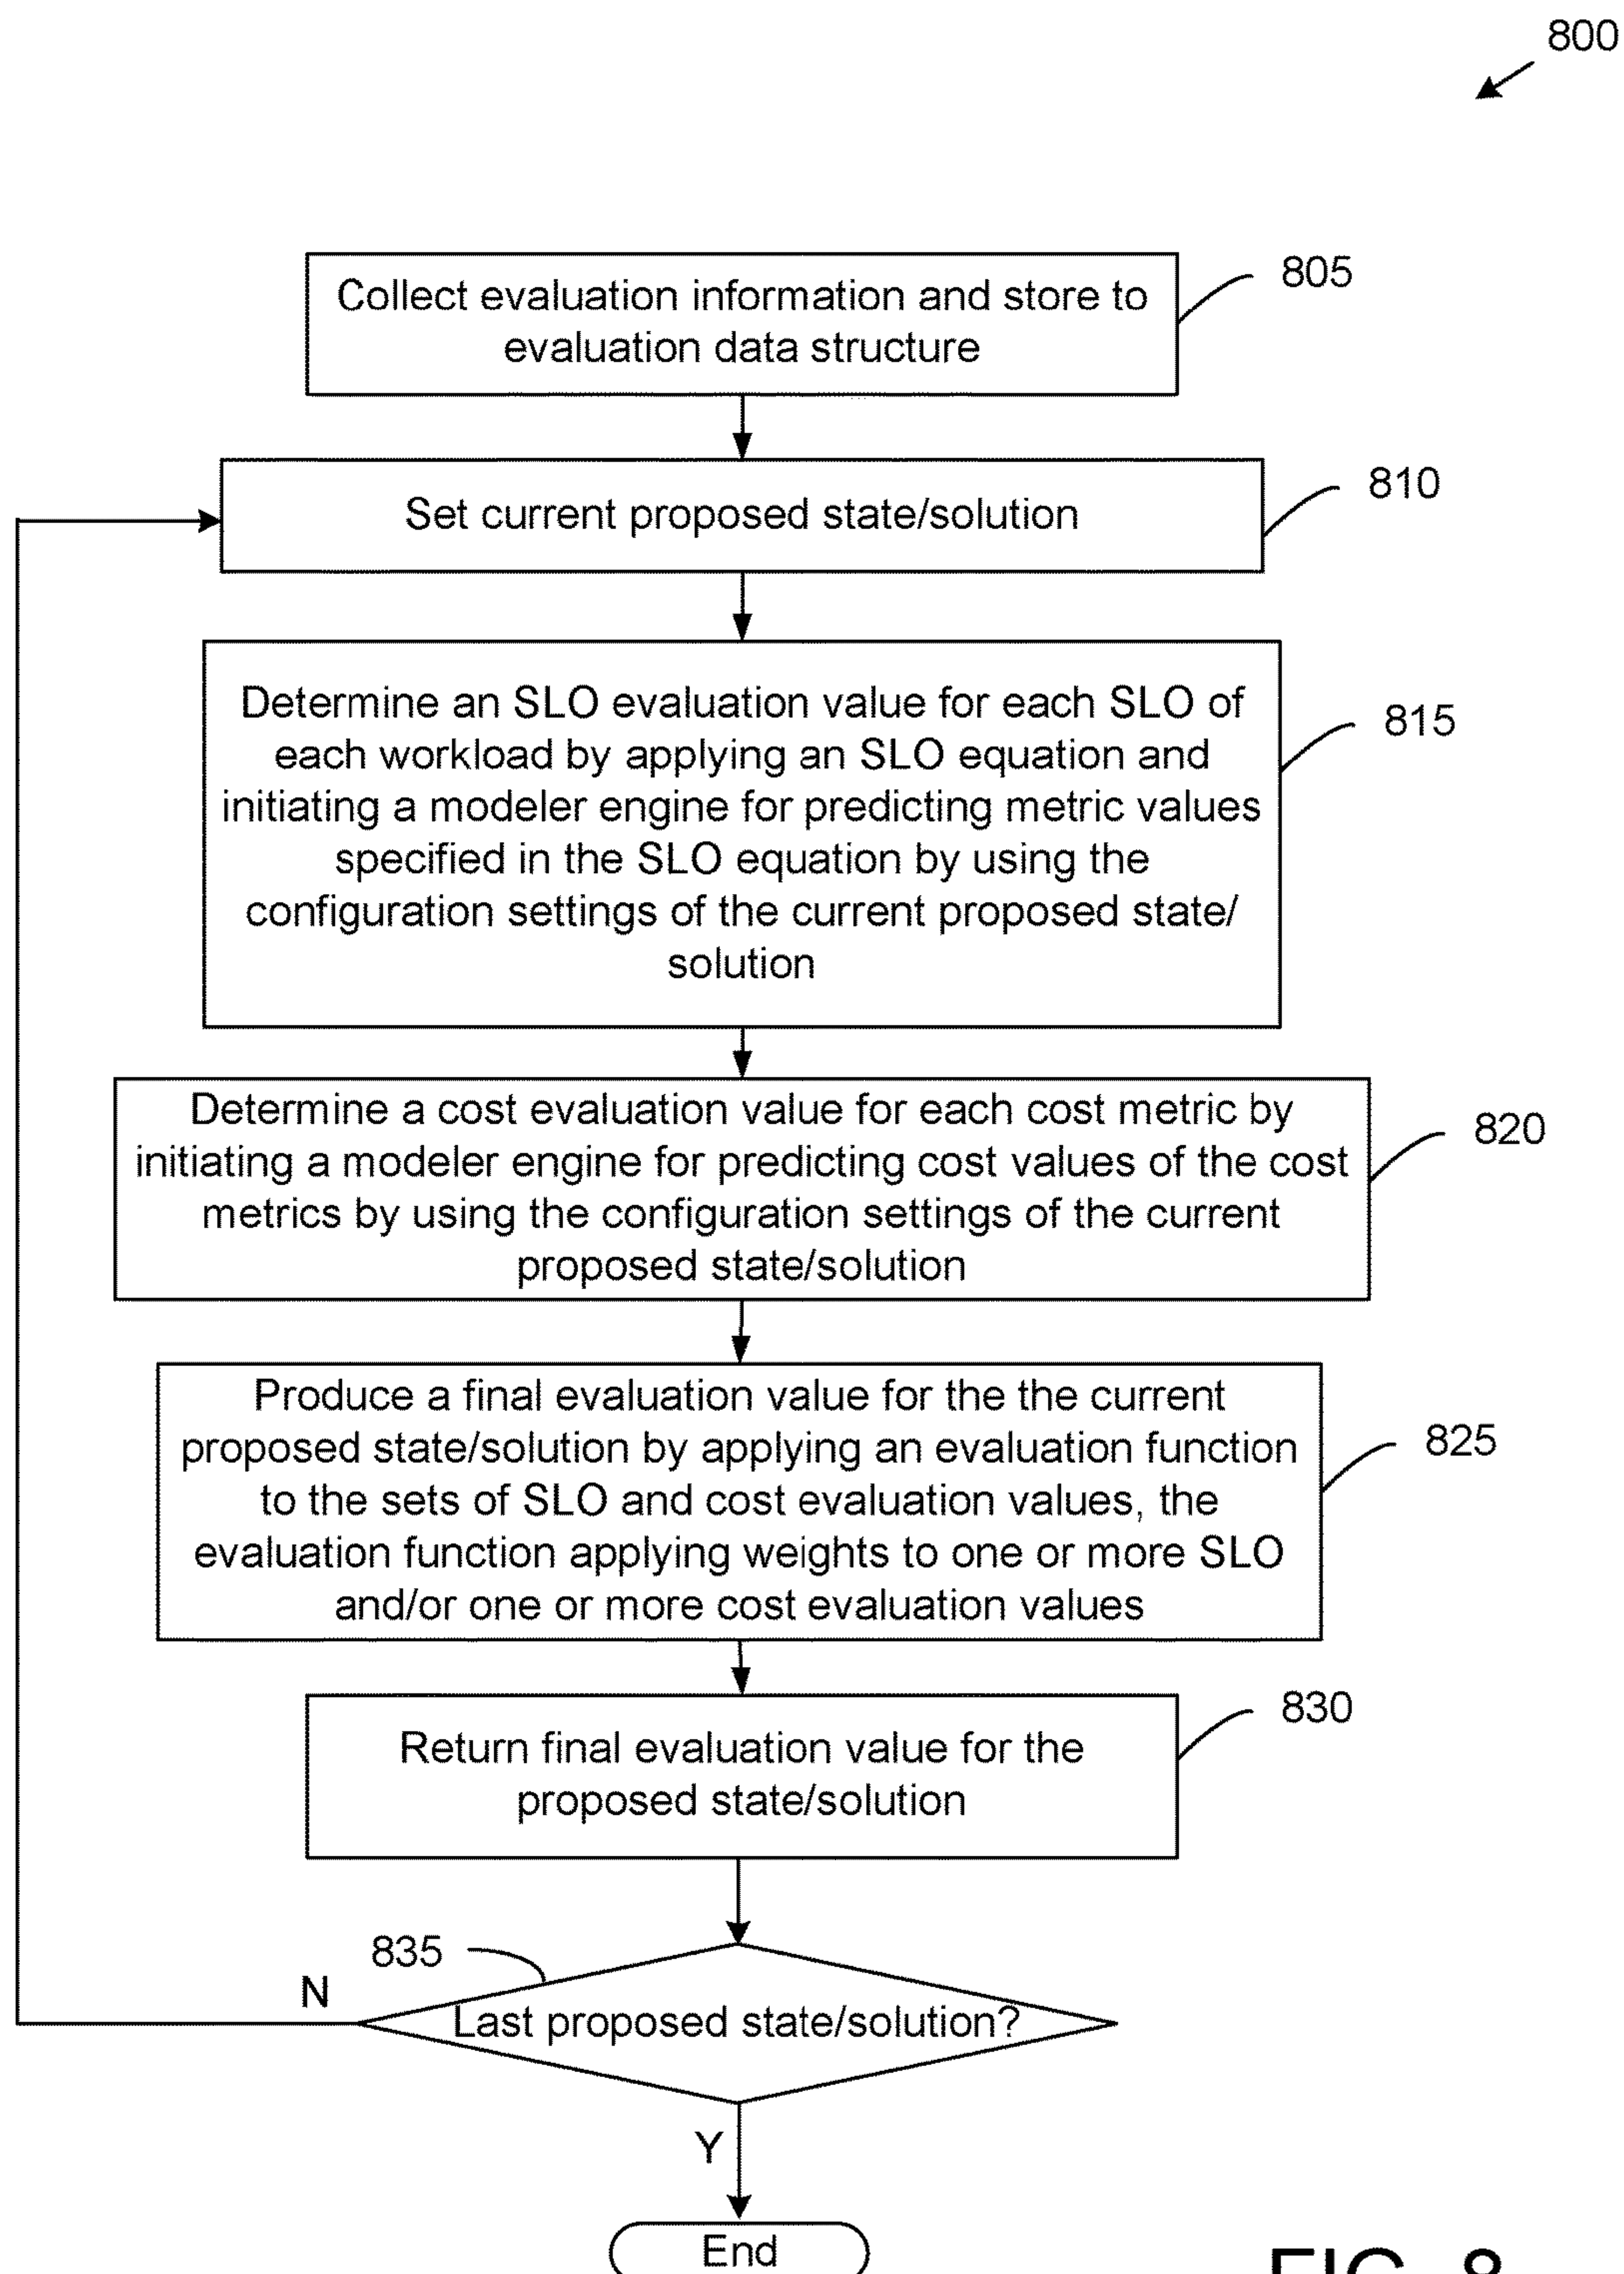 800
Collect evaluation information and store to
evaluation data structure
805
Set current proposed state/solution
810
Determine an SLO evaluation value for each SLO of
each workload by applying an SLO equation and
initiating a modeler engine for predicting metric values
specified in the SLO equation by using the
configuration settings of the current proposed state/
solution
815
Determine a cost evaluation value for each cost metric by
initiating a modeler engine for predicting cost values of the cost
metrics by using the configuration settings of the current
proposed state/solution
820
Produce a final evaluation value for the the current
proposed state/solution by applying an evaluation function
to the sets of SLO and cost evaluation values, the
evaluation function applying weights to one or more SLO
and/or one or more cost evaluation values
825
Return final evaluation value for the
proposed state/solution
830
835
N
Last proposed state/solution?
Y
End
FIG. 8